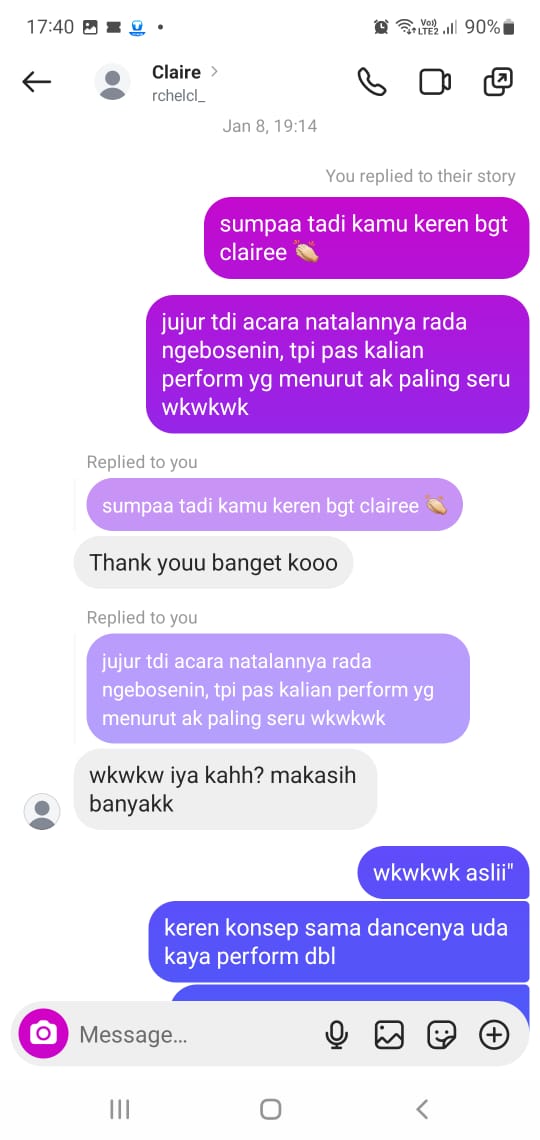 17:40
Vo))
LTE2
90%
Claire
rchelcl_
Jan 8, 19:14
You replied to their story
sumpaa tadi kamu keren bgt
clairee 👏🏼
jujur tdi acara natalannya rada
ngebosenin, tpi pas kalian
perform yg menurut ak paling seru
wkwkwk
Replied to you
sumpaa tadi kamu keren bgt clairee 👏🏼
Thank youu banget kooo
Replied to you
jujur tdi acara natalannya rada
ngebosenin, tpi pas kalian perform yg
menurut ak paling seru wkwkwk
wkwkw iya kahh? makasih
banyakk
wkwkwk aslii"
keren konsep sama dancenya uda
kaya perform dbl
Message...